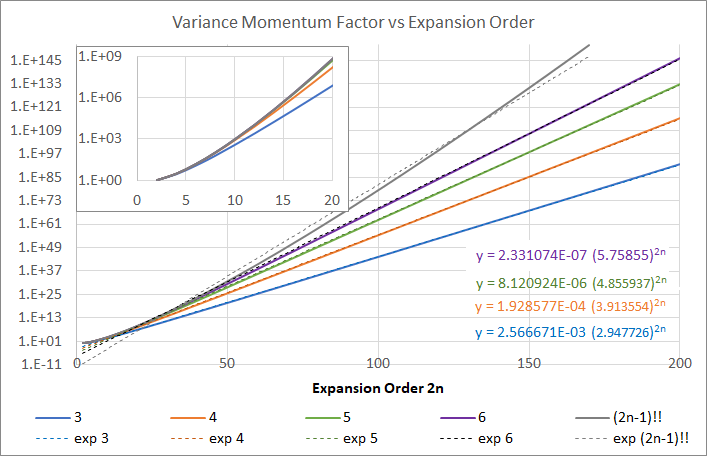 Variance Momentum Factor vs Expansion Order
1.E+145
1.E+133
1.E+121
1.E+109
1.E+97
1.E+85
1.E+73
1.E+61
1.E+49
1.E+37
1.E+25
1.E+13
1.E+01
1.E-11
1.E+09
1.E+06
1.E+03
1.E+00
0 5 10 15 20
y = 2.331074E-07 (5.75855)²ⁿ
y = 8.120924E-06 (4.855937)²ⁿ
y = 1.928577E-04 (3.913554)²ⁿ
y = 2.566671E-03 (2.947726)²ⁿ
0 50 100 150 200
Expansion Order 2n
3 4 5 6 (2n-1)!!
exp 3 exp 4 exp 5 exp 6 exp (2n-1)!!